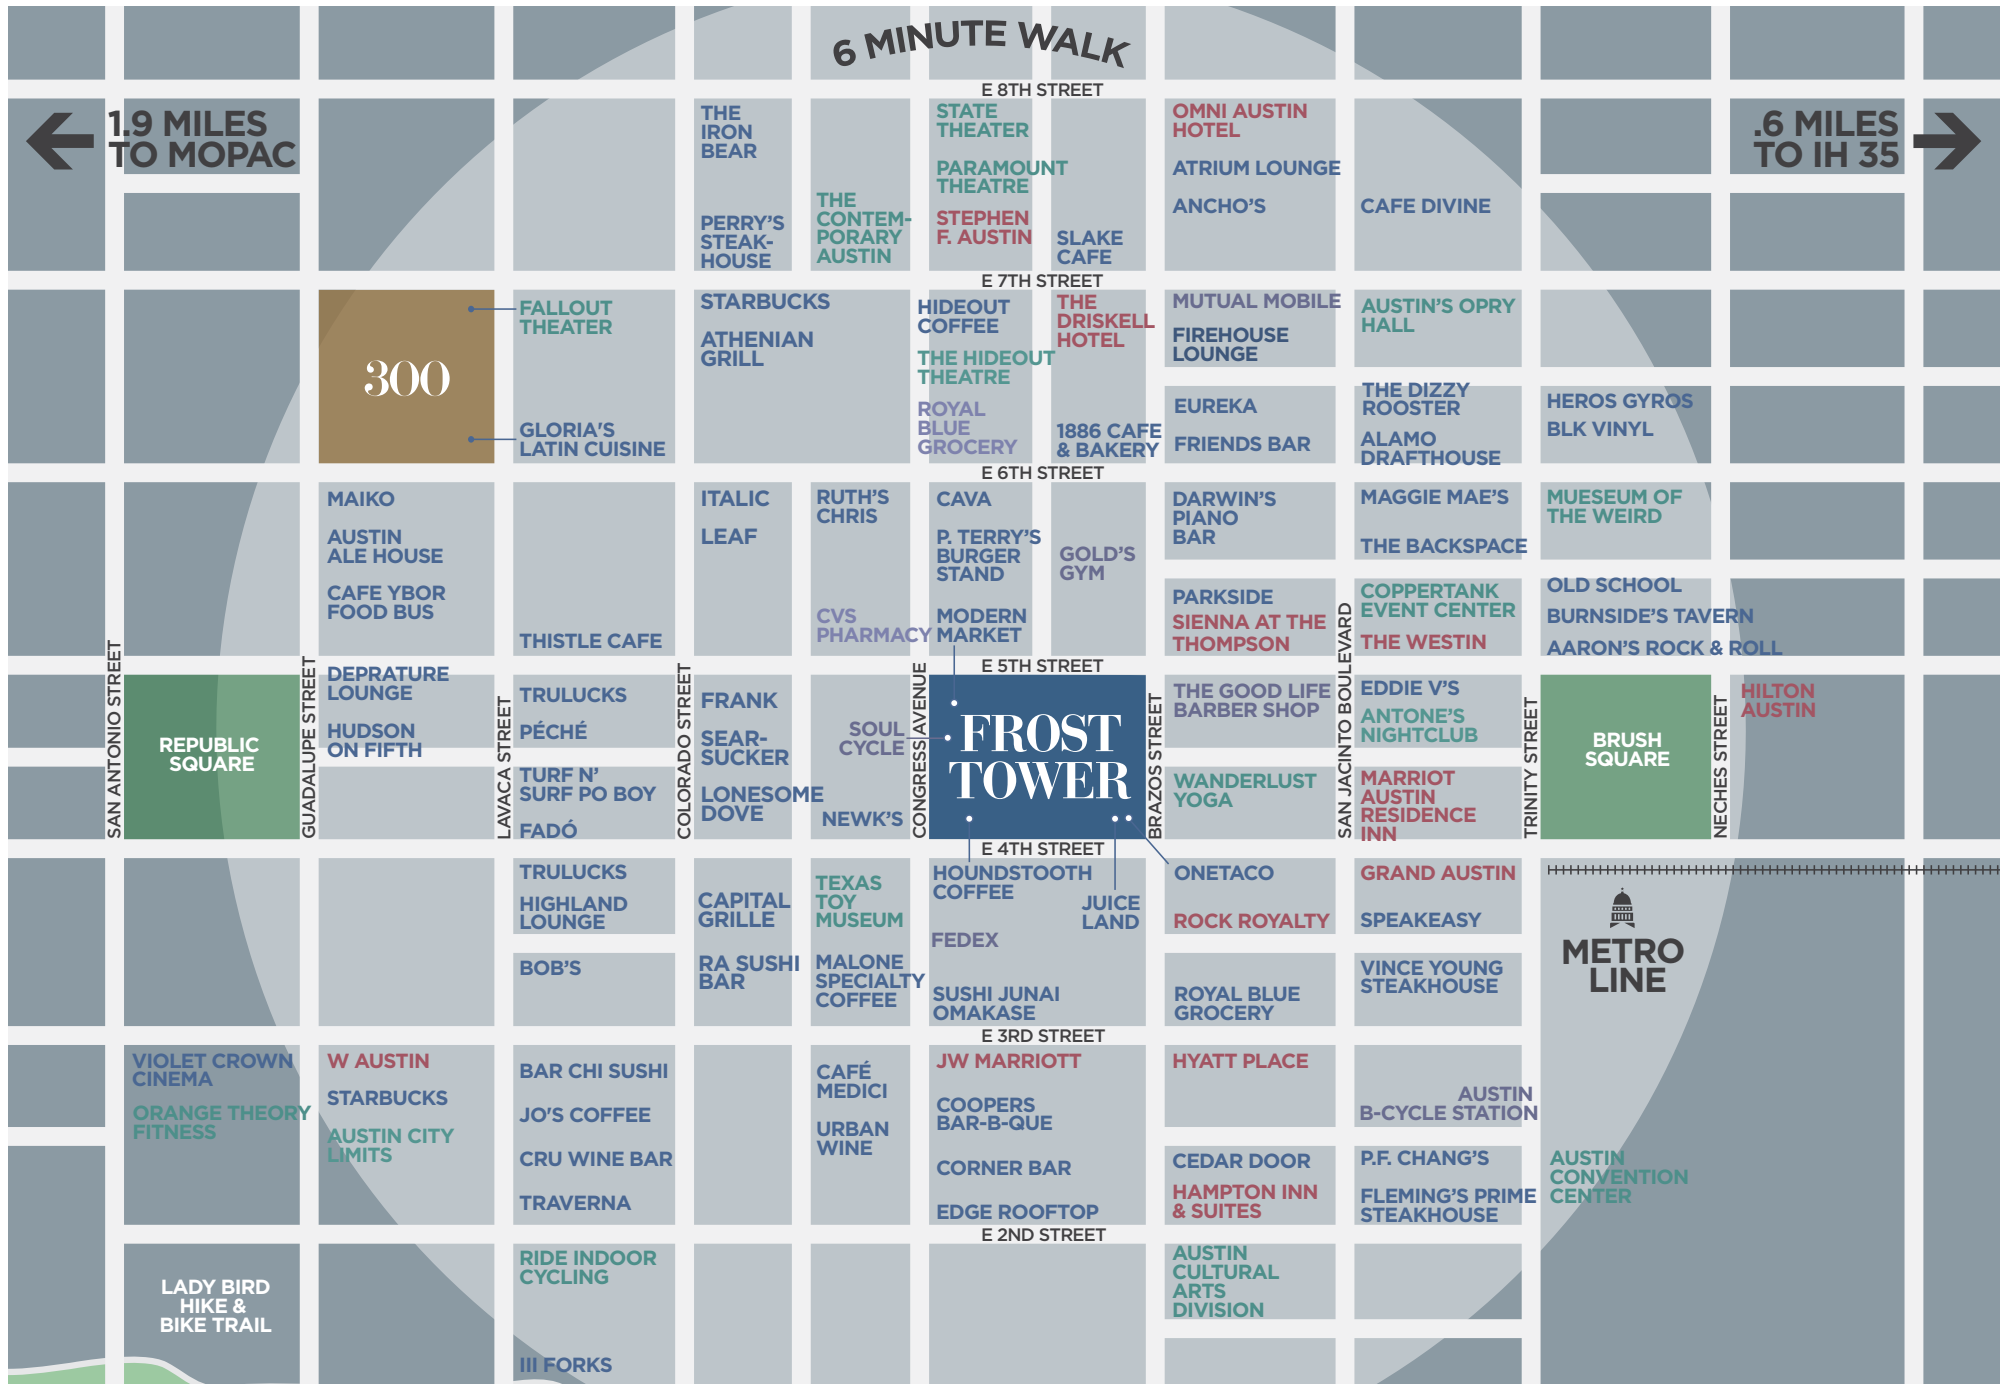 6 MINUTE WALK
E 8TH STREET
1.9 MILES
TO MOPAC
.6 MILES
TO IH 35
THE
IRON
BEAR
PERRY'S
STEAK-
HOUSE
THE
CONTEM-
PORARY
AUSTIN
STATE
THEATER
PARAMOUNT
THEATRE
STEPHEN
F. AUSTIN
SLAKE
CAFE
OMNI AUSTIN
HOTEL
ATRIUM LOUNGE
ANCHO'S
CAFE DIVINE
E 7TH STREET
300
FALLOUT
THEATER
GLORIA'S
LATIN CUISINE
STARBUCKS
ATHENIAN
GRILL
HIDEOUT
COFFEE
THE HIDEOUT
THEATRE
ROYAL
BLUE
GROCERY
THE
DRISKELL
HOTEL
1886 CAFE
& BAKERY
MUTUAL MOBILE
FIREHOUSE
LOUNGE
EUREKA
FRIENDS BAR
AUSTIN'S OPRY
HALL
THE DIZZY
ROOSTER
ALAMO
DRAFTHOUSE
HEROS GYROS
BLK VINYL
E 6TH STREET
MAIKO
AUSTIN
ALE HOUSE
CAFE YBOR
FOOD BUS
THISTLE CAFE
ITALIC
LEAF
RUTH'S
CHRIS
CVS
PHARMACY
CAVA
P. TERRY'S
BURGER
STAND
MODERN
MARKET
GOLD'S
GYM
DARWIN'S
PIANO
BAR
PARKSIDE
SIENNA AT THE
THOMPSON
MAGGIE MAE'S
THE BACKSPACE
COPPERTANK
EVENT CENTER
THE WESTIN
MUESEUM OF
THE WEIRD
OLD SCHOOL
BURNSIDE'S TAVERN
AARON'S ROCK & ROLL
E 5TH STREET
SAN ANTONIO STREET
REPUBLIC
SQUARE
GUADALUPE STREET
DEPRATURE
LOUNGE
HUDSON
ON FIFTH
LAVACA STREET
TRULUCKS
PÉCHÉ
TURF N'
SURF PO BOY
FADÓ
COLORADO STREET
FRANK
SEAR-
SUCKER
LONESOME
DOVE
SOUL
CYCLE
NEWK'S
CONGRESS AVENUE
FROST
TOWER
BRAZOS STREET
THE GOOD LIFE
BARBER SHOP
WANDERLUST
YOGA
SAN JACINTO BOULEVARD
EDDIE V'S
ANTONE'S
NIGHTCLUB
MARRIOT
AUSTIN
RESIDENCE
INN
TRINITY STREET
BRUSH
SQUARE
NECHES STREET
HILTON
AUSTIN
E 4TH STREET
TRULUCKS
HIGHLAND
LOUNGE
BOB'S
CAPITAL
GRILLE
RA SUSHI
BAR
TEXAS
TOY
MUSEUM
MALONE
SPECIALTY
COFFEE
HOUNDSTOOTH
COFFEE
FEDEX
SUSHI JUNAI
OMAKASE
JUICE
LAND
ONETACO
ROCK ROYALTY
ROYAL BLUE
GROCERY
GRAND AUSTIN
SPEAKEASY
VINCE YOUNG
STEAKHOUSE
METRO
LINE
E 3RD STREET
VIOLET CROWN
CINEMA
ORANGE THEORY
FITNESS
W AUSTIN
STARBUCKS
AUSTIN CITY
LIMITS
BAR CHI SUSHI
JO'S COFFEE
CRU WINE BAR
TRAVERNA
CAFÉ
MEDICI
URBAN
WINE
JW MARRIOTT
COOPERS
BAR-B-QUE
CORNER BAR
EDGE ROOFTOP
HYATT PLACE
CEDAR DOOR
HAMPTON INN
& SUITES
AUSTIN
B-CYCLE STATION
P.F. CHANG'S
FLEMING'S PRIME
STEAKHOUSE
AUSTIN
CONVENTION
CENTER
E 2ND STREET
LADY BIRD
HIKE &
BIKE TRAIL
RIDE INDOOR
CYCLING
III FORKS
AUSTIN
CULTURAL
ARTS
DIVISION